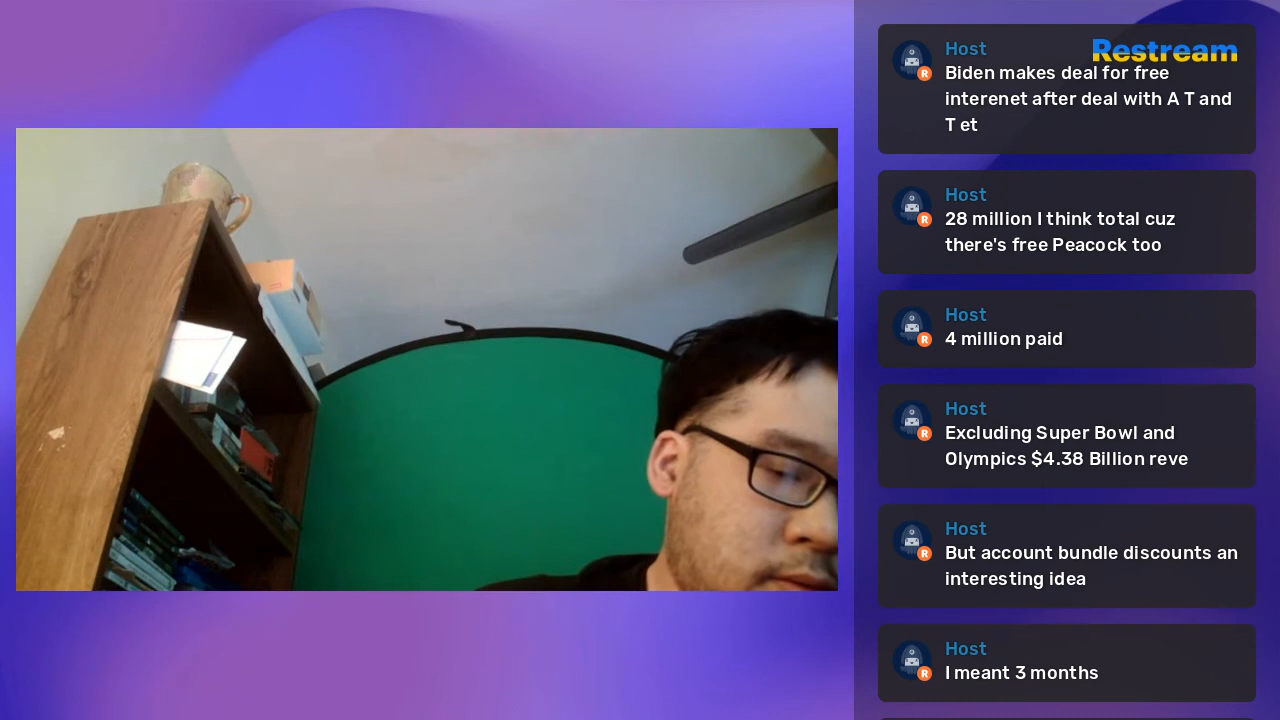 Restream
Host
Biden makes deal for free
interenet after deal with A T and
T et
Host
28 million I think total cuz
there's free Peacock too
Host
4 million paid
Host
Excluding Super Bowl and
Olympics $4.38 Billion reve
Host
But account bundle discounts an
interesting idea
Host
I meant 3 months